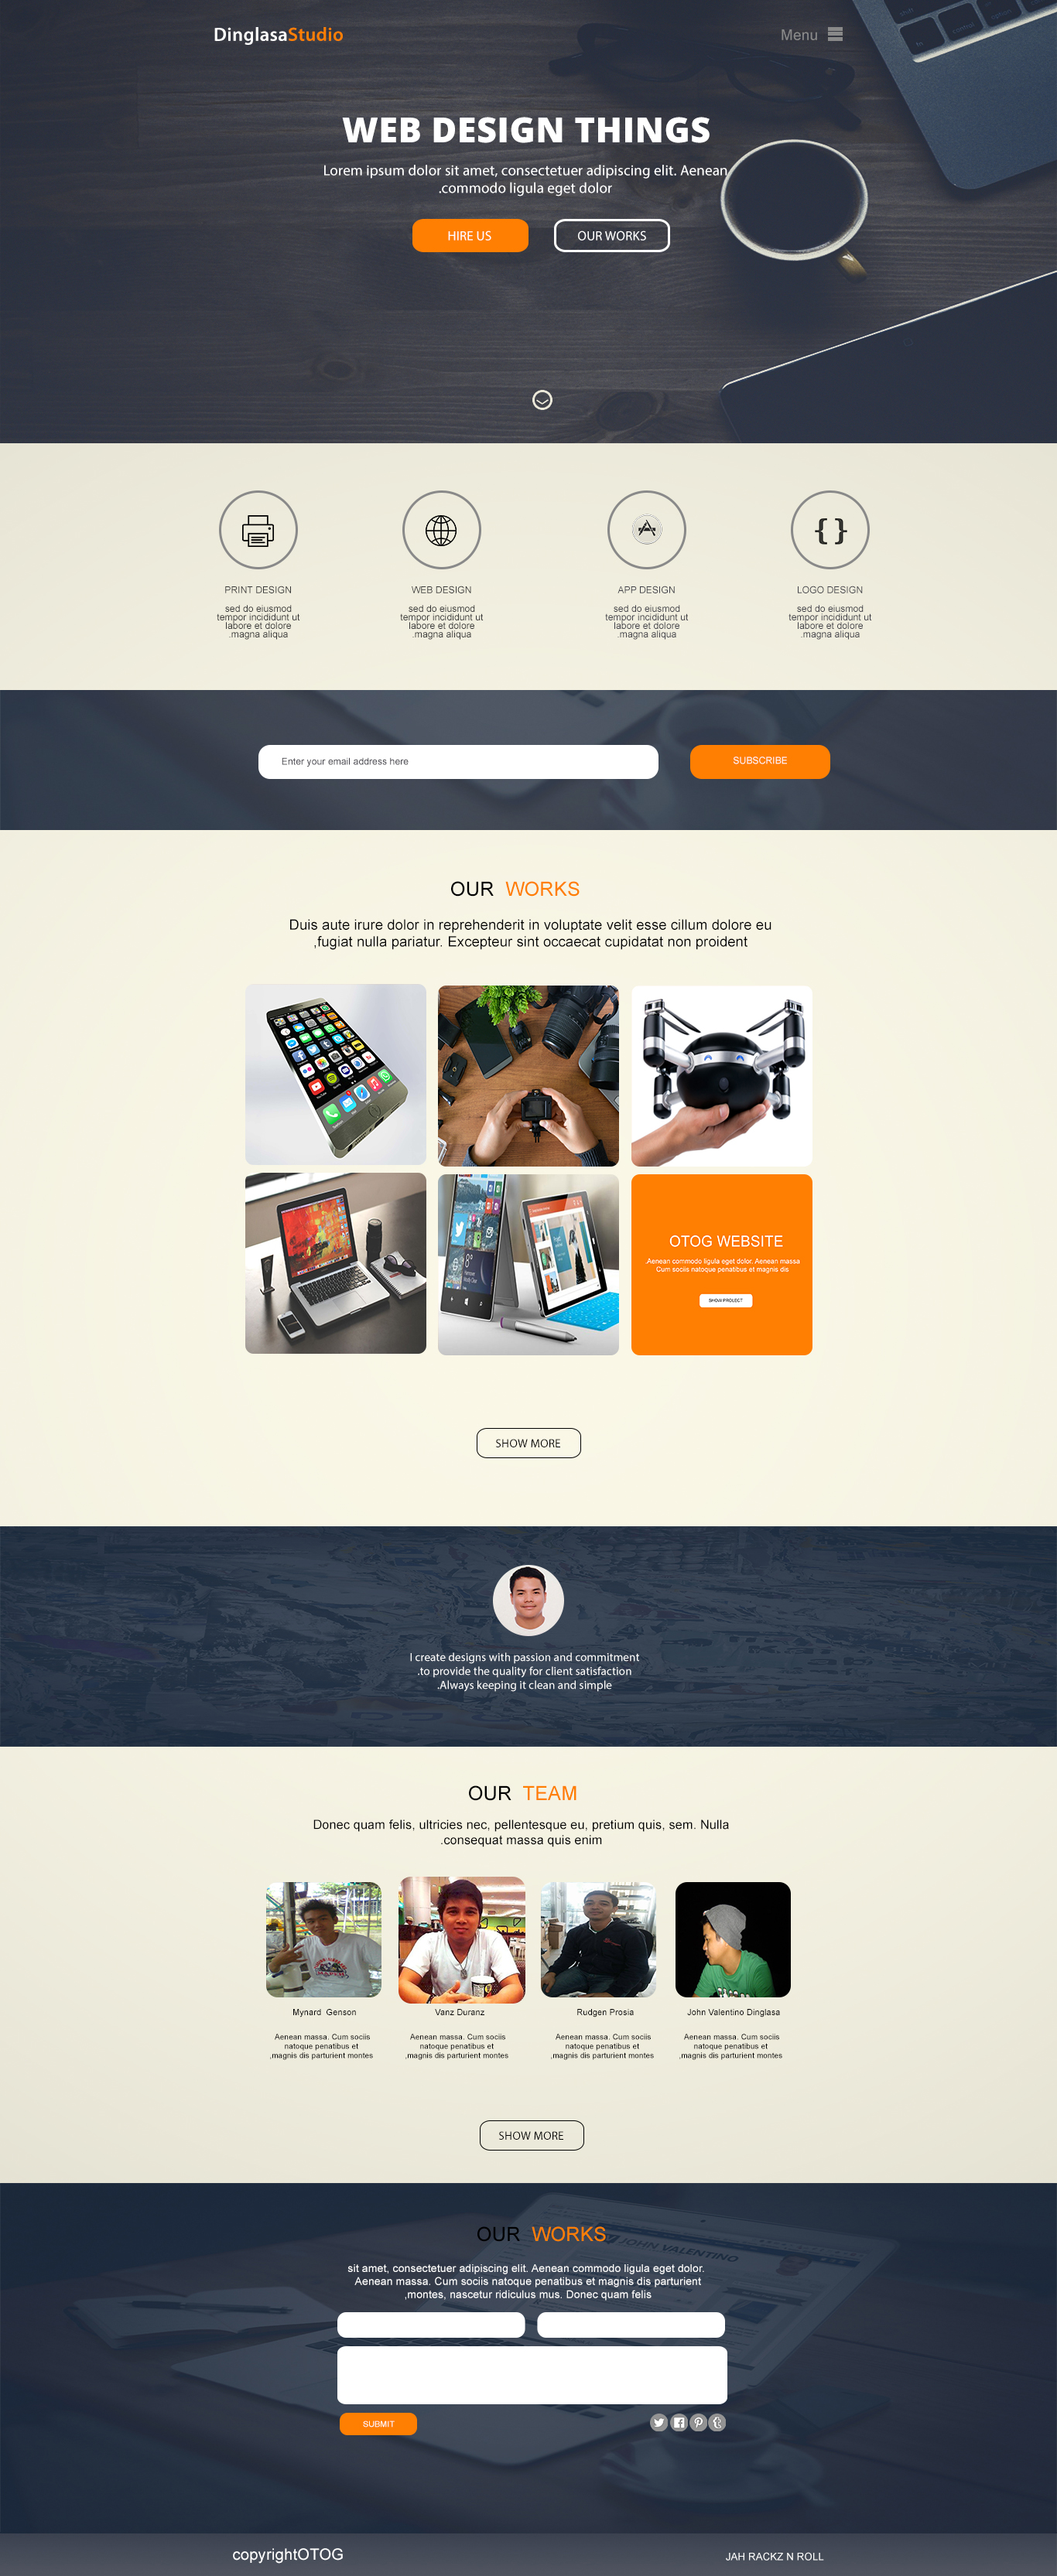 DinglasaStudio
Menu
WEB DESIGN THINGS
Lorem ipsum dolor sit amet, consectetuer adipiscing elit. Aenean
.commodo ligula eget dolor
HIRE US
OUR WORKS
PRINT DESIGN
sed do eiusmod
tempor incididunt ut
labore et dolore
.magna aliqua
WEB DESIGN
sed do eiusmod
tempor incididunt ut
labore et dolore
.magna aliqua
APP DESIGN
sed do eiusmod
tempor incididunt ut
labore et dolore
.magna aliqua
LOGO DESIGN
sed do eiusmod
tempor incididunt ut
labore et dolore
.magna aliqua
Enter your email address here
SUBSCRIBE
OUR WORKS
Duis aute irure dolor in reprehenderit in voluptate velit esse cillum dolore eu
,fugiat nulla pariatur. Excepteur sint occaecat cupidatat non proident
OTOG WEBSITE
.Aenean commodo ligula eget dolor. Aenean massa
Cum sociis natoque penatibus et magnis dis
SHOW PROJECT
SHOW MORE
I create designs with passion and commitment
.to provide the quality for client satisfaction
.Always keeping it clean and simple
OUR TEAM
Donec quam felis, ultricies nec, pellentesque eu, pretium quis, sem. Nulla
.consequat massa quis enim
Mynard Genson
Aenean massa. Cum sociis
natoque penatibus et
,magnis dis parturient montes
Vanz Duranz
Aenean massa. Cum sociis
natoque penatibus et
,magnis dis parturient montes
Rudgen Prosia
Aenean massa. Cum sociis
natoque penatibus et
,magnis dis parturient montes
John Valentino Dinglasa
Aenean massa. Cum sociis
natoque penatibus et
,magnis dis parturient montes
SHOW MORE
OUR WORKS
JOHN VALENTINO
sit amet, consectetuer adipiscing elit. Aenean commodo ligula eget dolor.
Aenean massa. Cum sociis natoque penatibus et magnis dis parturient
,montes, nascetur ridiculus mus. Donec quam felis
SUBMIT
copyrightOTOG
JAH RACKZ N ROLL